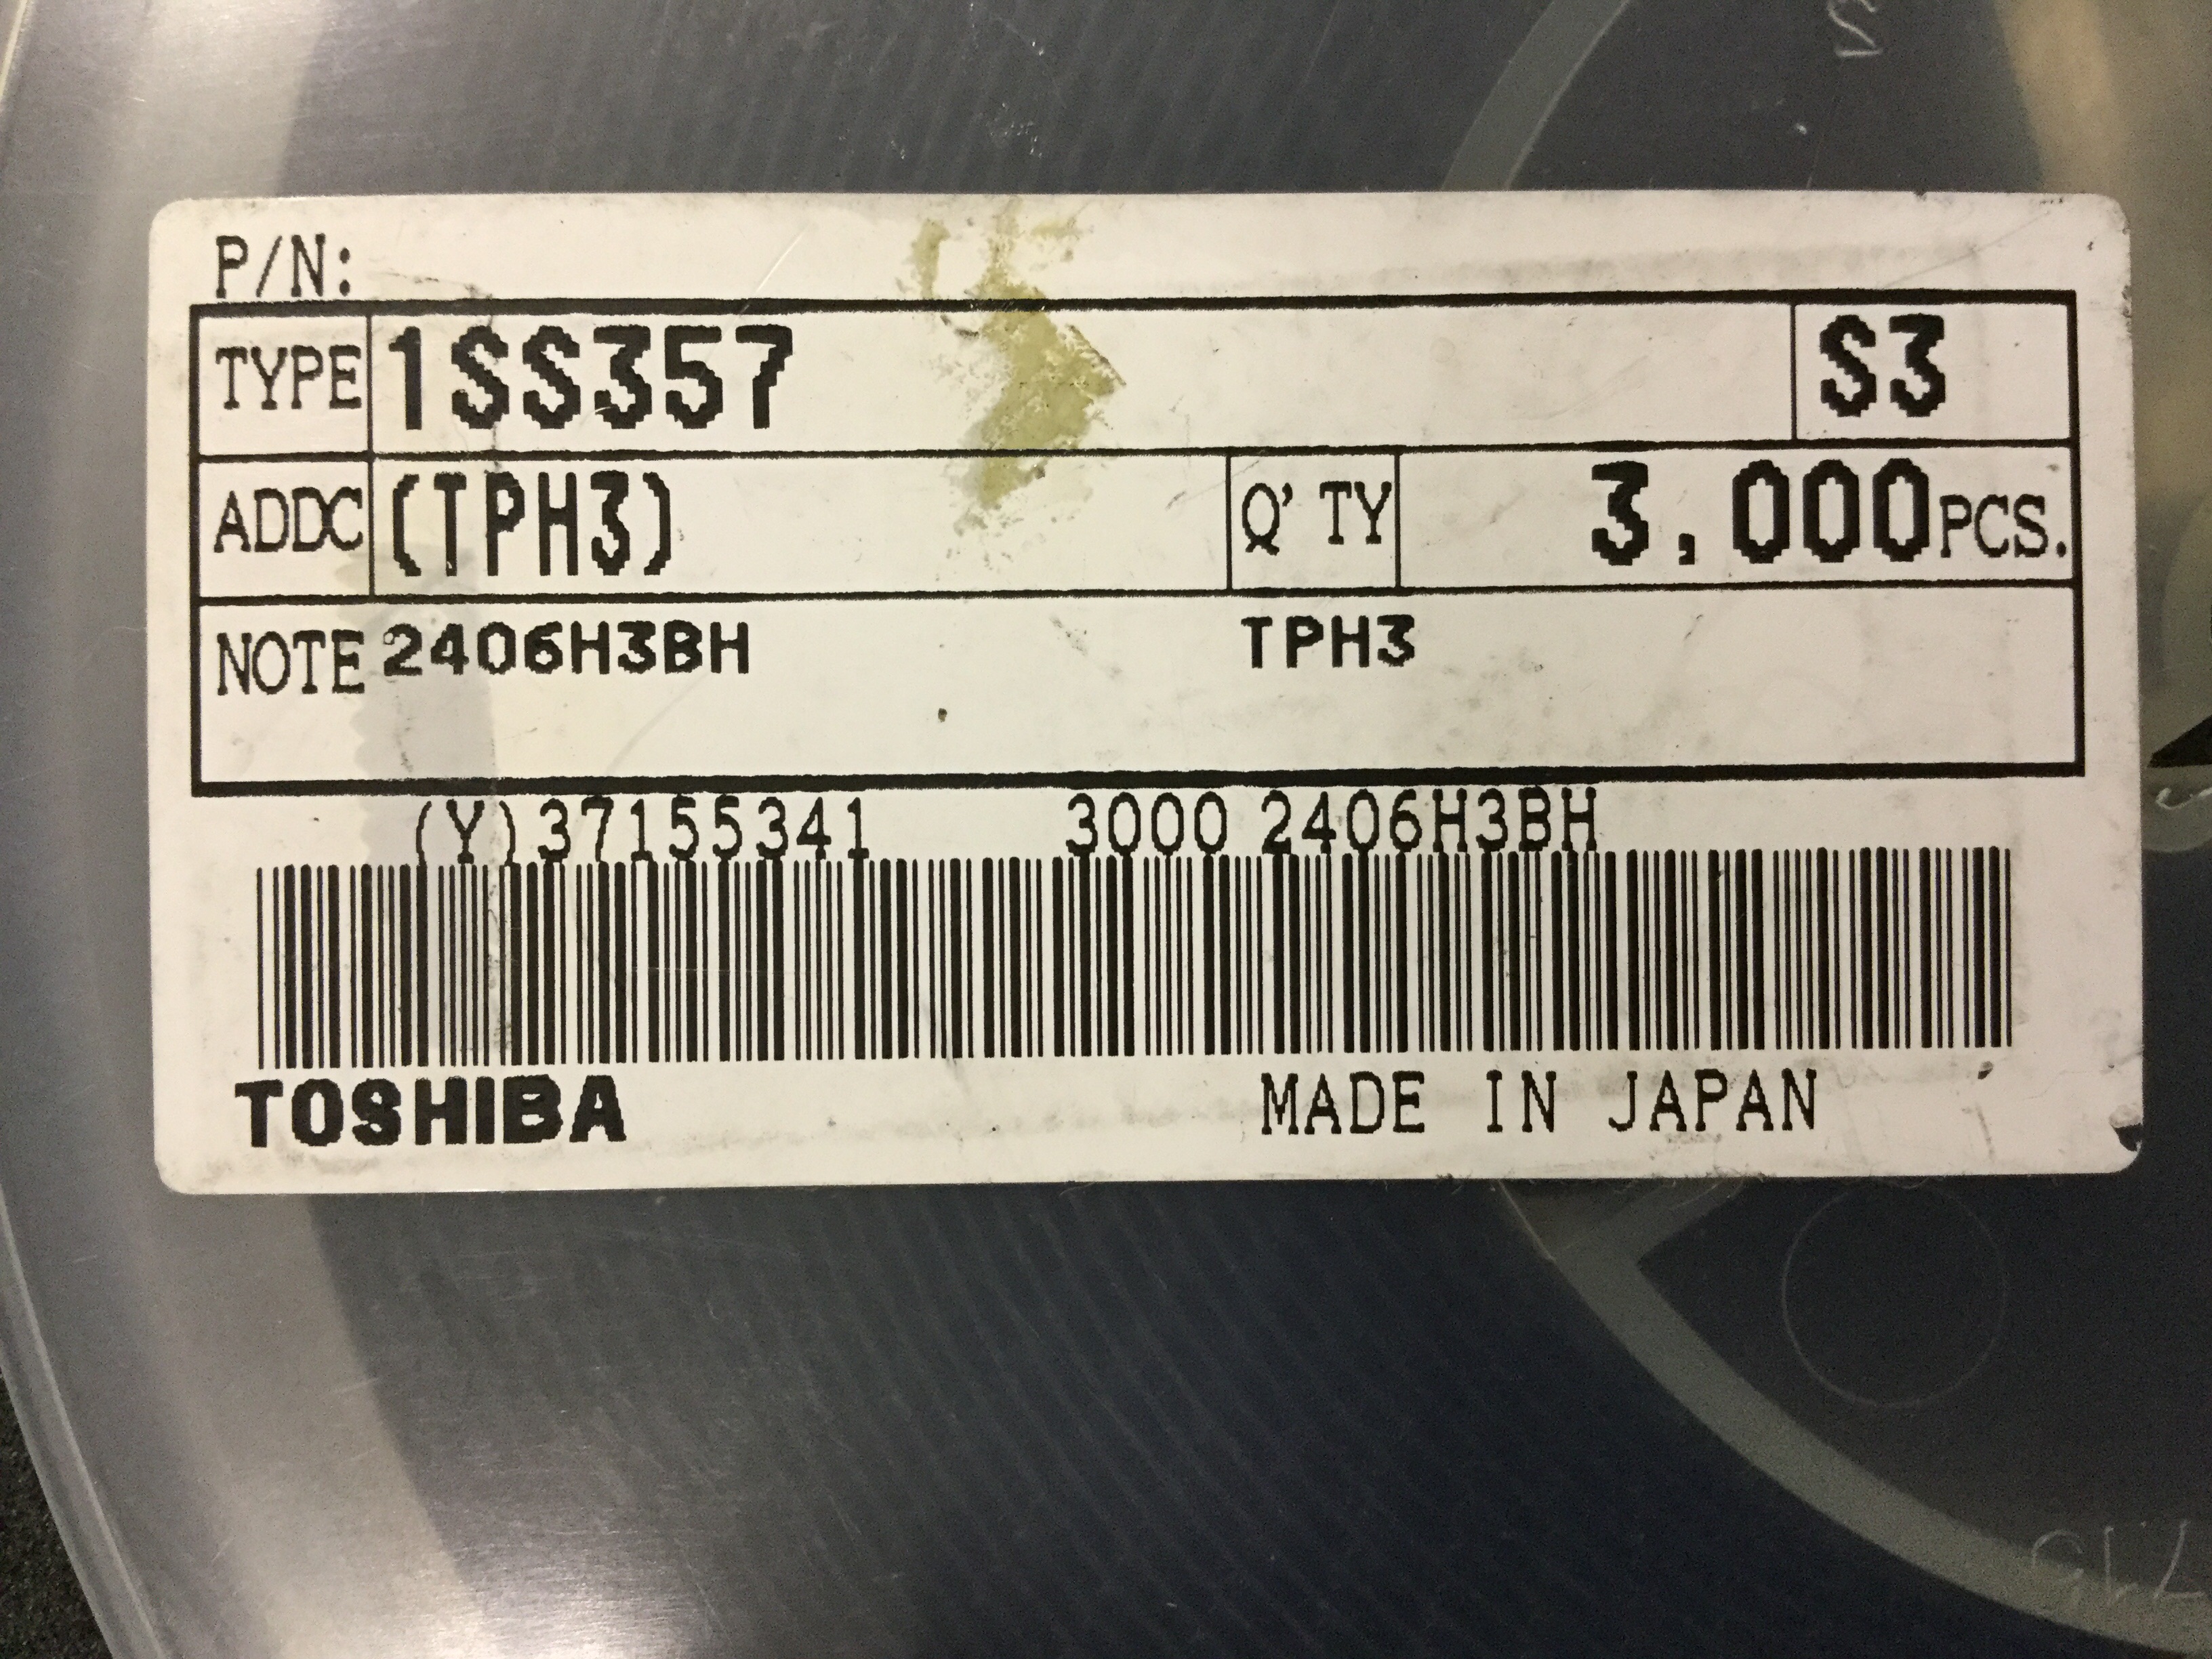 P/N:
TYPE 1SS357 S3
ADDC (TPH3) Q'TY 3,000PCS.
NOTE 2406H3BH TPH3
(Y)37155341 3000 2406H3BH
TOSHIBA MADE IN JAPAN